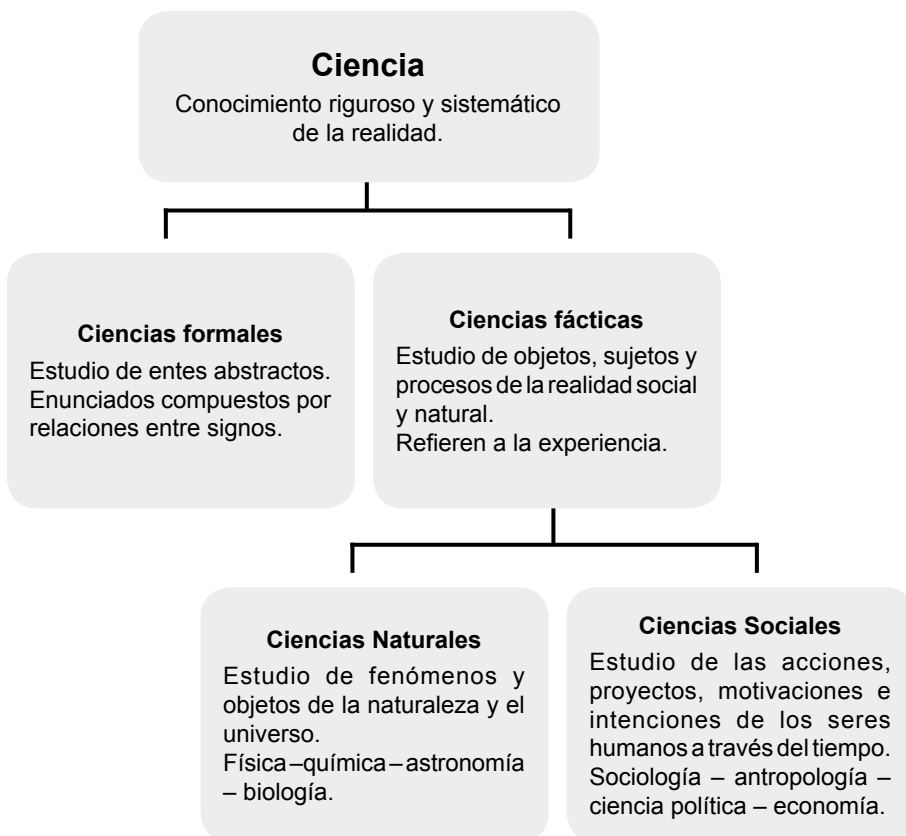 Ciencia
Conocimiento riguroso y sistemático
de la realidad.
Ciencias formales
Estudio de entes abstractos.
Enunciados compuestos por
relaciones entre signos.
Ciencias fácticas
Estudio de objetos, sujetos y
procesos de la realidad social
y natural.
Refieren a la experiencia.
Ciencias Naturales
Estudio de fenómenos y
objetos de la naturaleza y el
universo.
Física –química – astronomía
– biología.
Ciencias Sociales
Estudio de las acciones,
proyectos, motivaciones e
intenciones de los seres
humanos a través del tiempo.
Sociología – antropología –
ciencia política – economía.